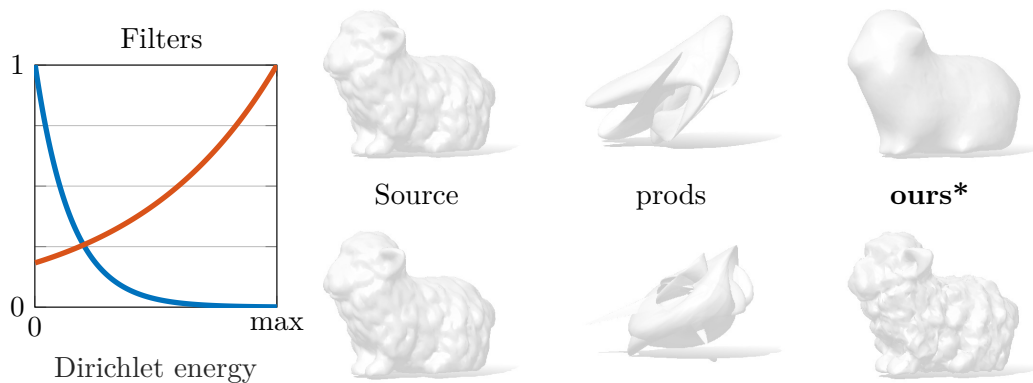 Filters
1
0
0
max
Dirichlet energy
Source
prods
ours*